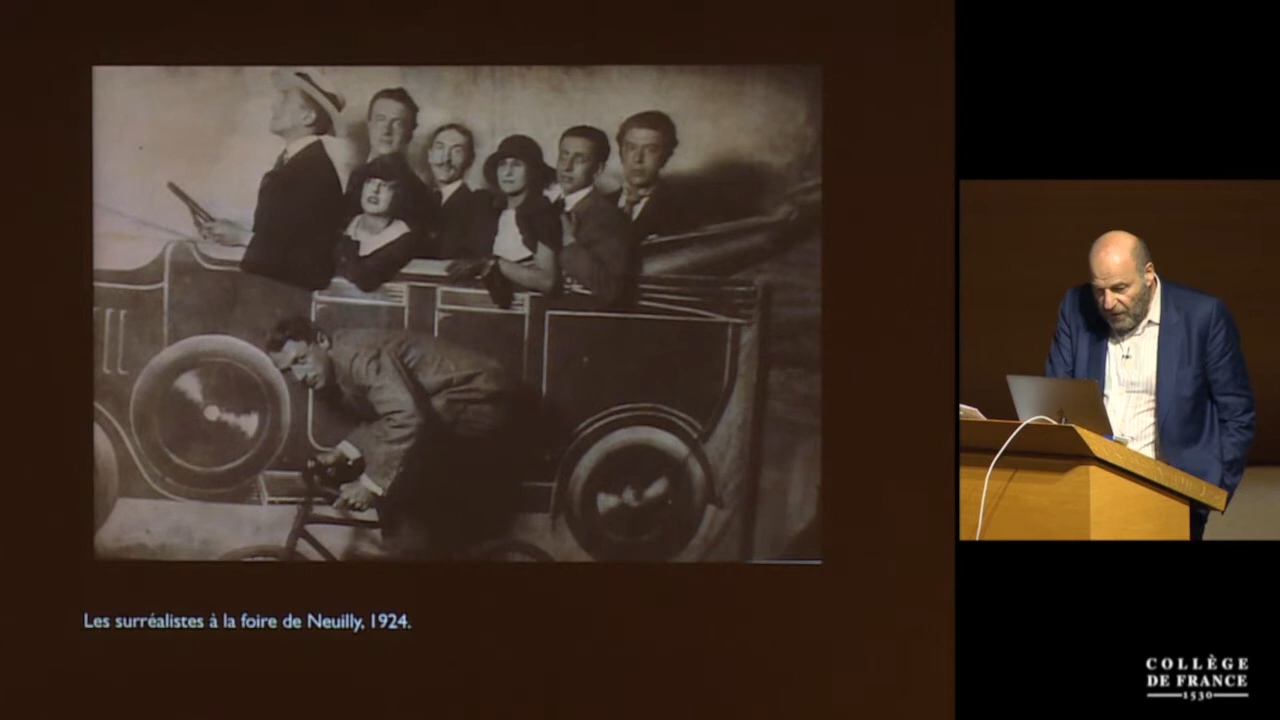 Les surréalistes à la foire de Neuilly, 1924.
COLLÈGE
DE FRANCE
1530